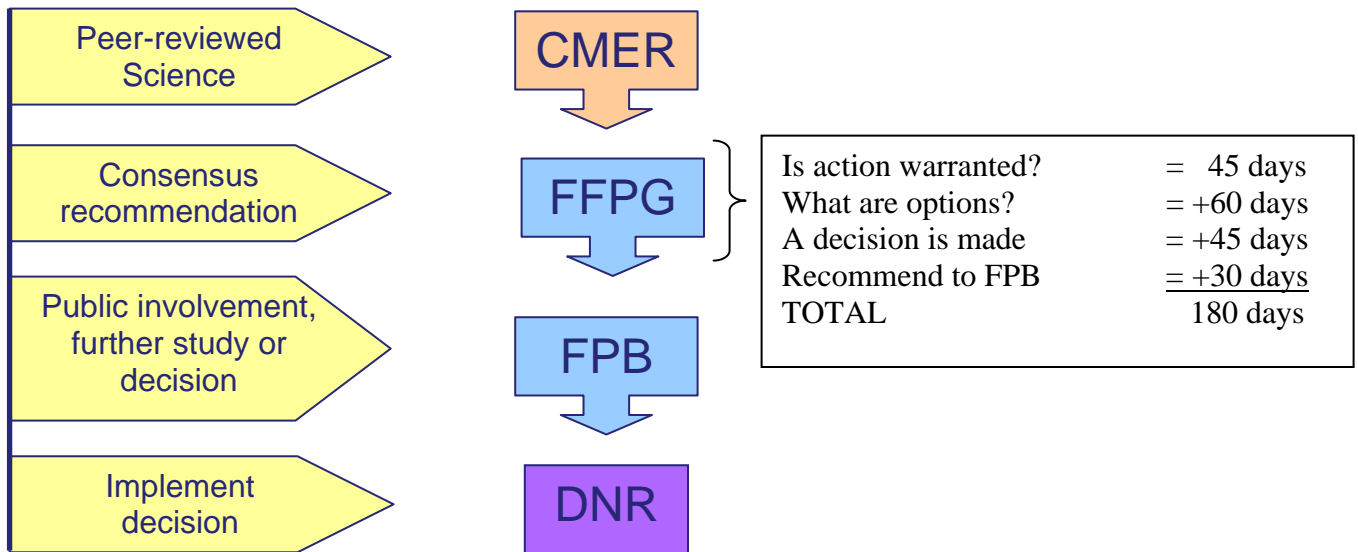 Peer-reviewed
Science
CMER
Consensus
recommendation
FFPG
Is action warranted? = 45 days
What are options? = +60 days
A decision is made = +45 days
Recommend to FPB = +30 days
TOTAL 180 days
Public involvement,
further study or
decision
FPB
Implement
decision
DNR